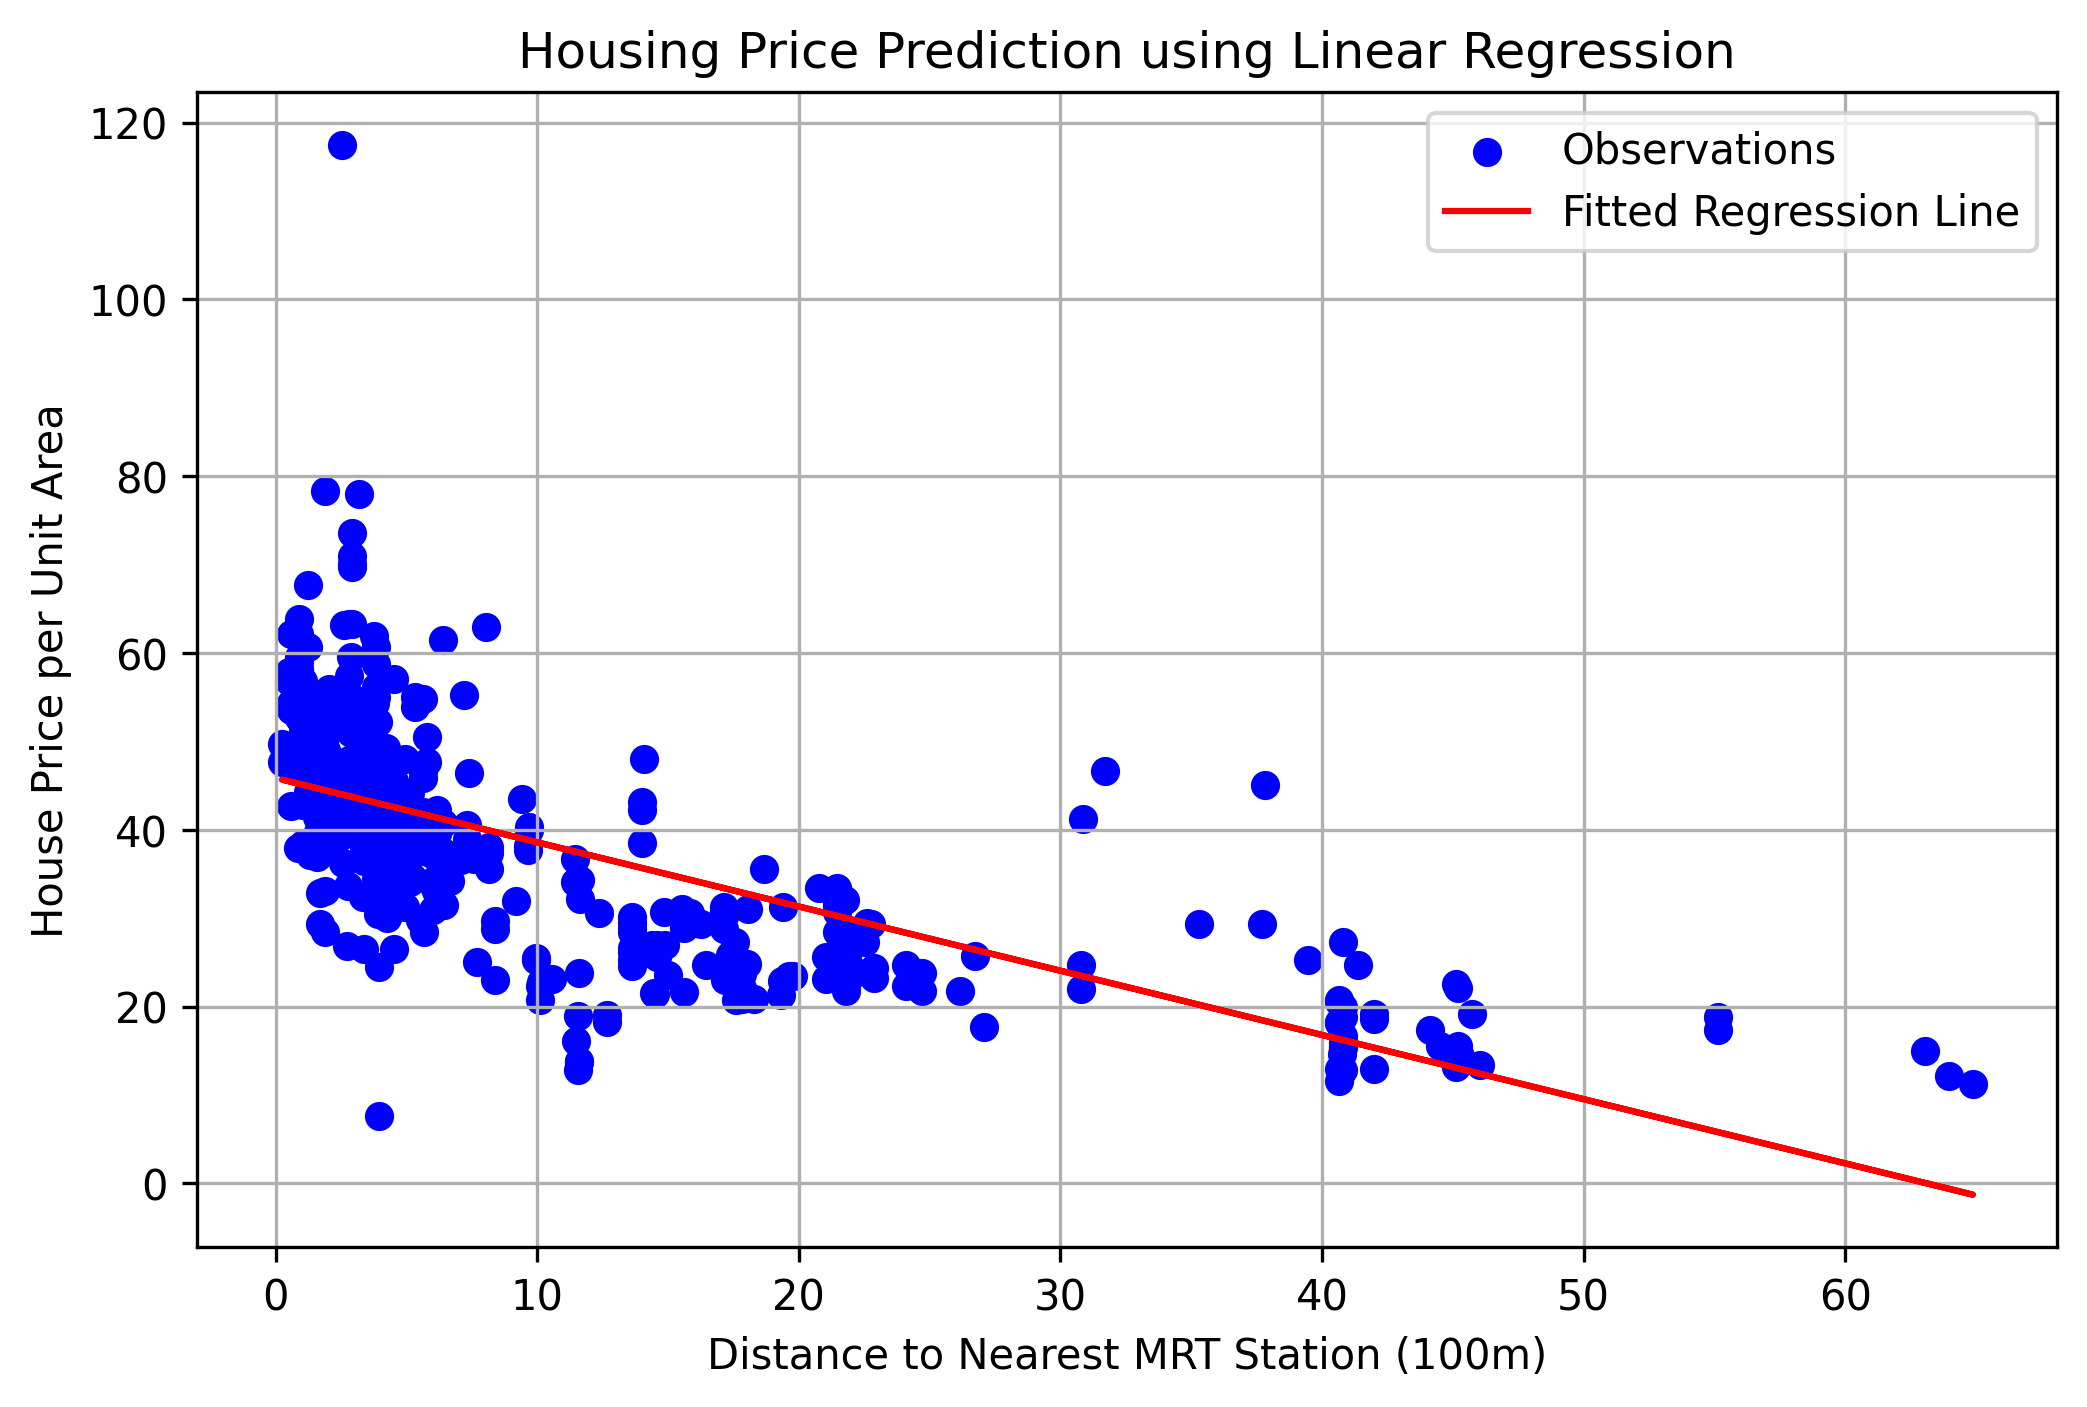 Housing Price Prediction using Linear Regression
120
100
80
60
40
20
0
House Price per Unit Area
Observations
Fitted Regression Line
0 10 20 30 40 50 60
Distance to Nearest MRT Station (100m)